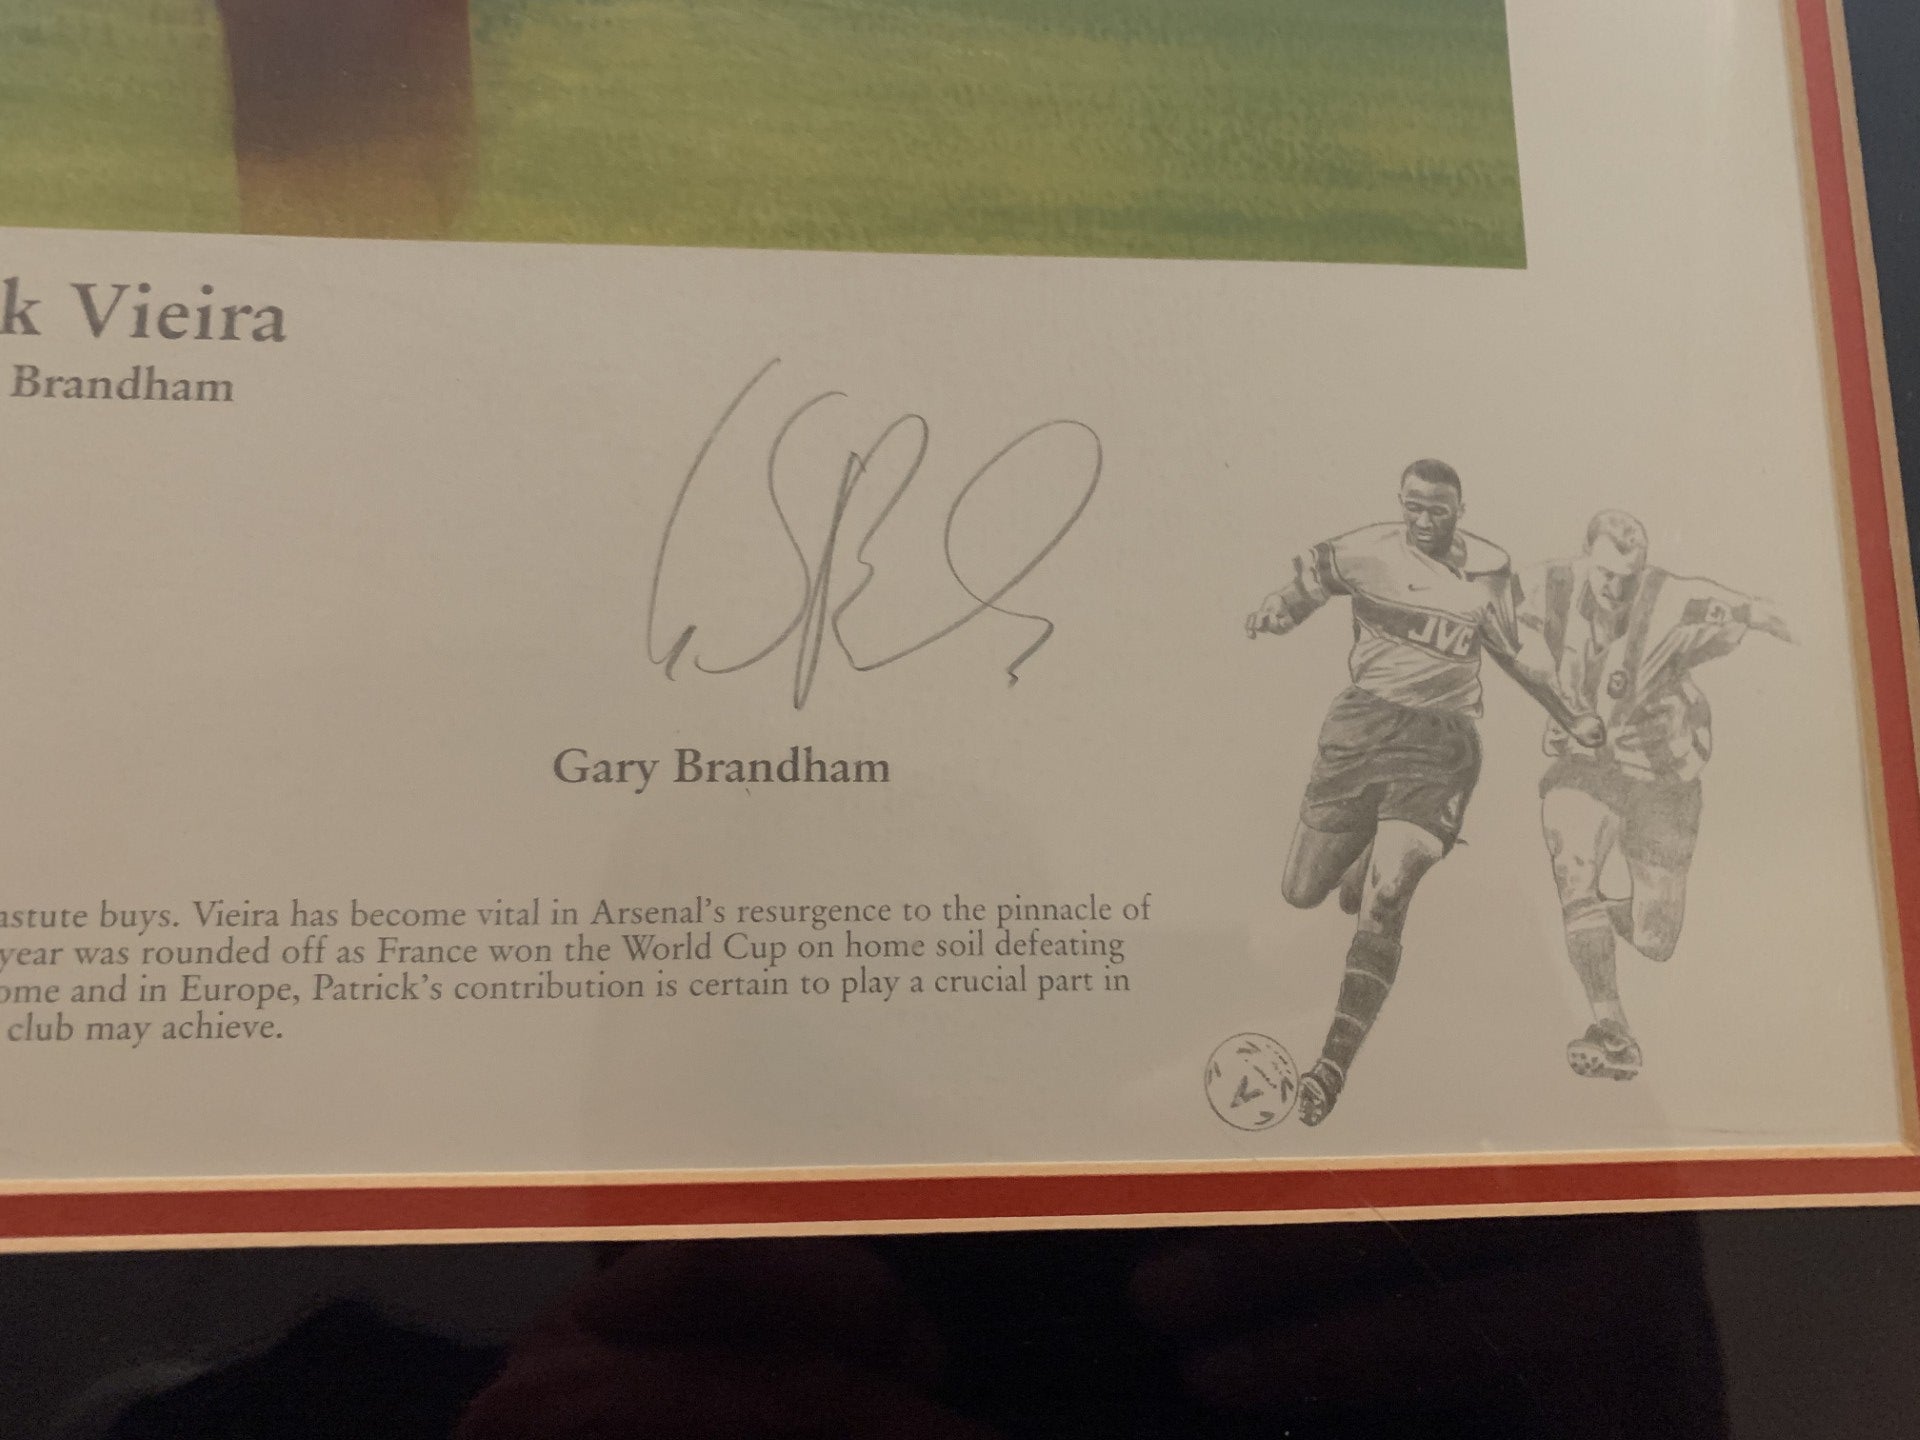 k Vieira
Brandham
Gary Brandham
JVC
astute buys. Vieira has become vital in Arsenal's resurgence to the pinnacle of
year was rounded off as France won the World Cup on home soil defeating
ome and in Europe, Patrick's contribution is certain to play a crucial part in
club may achieve.